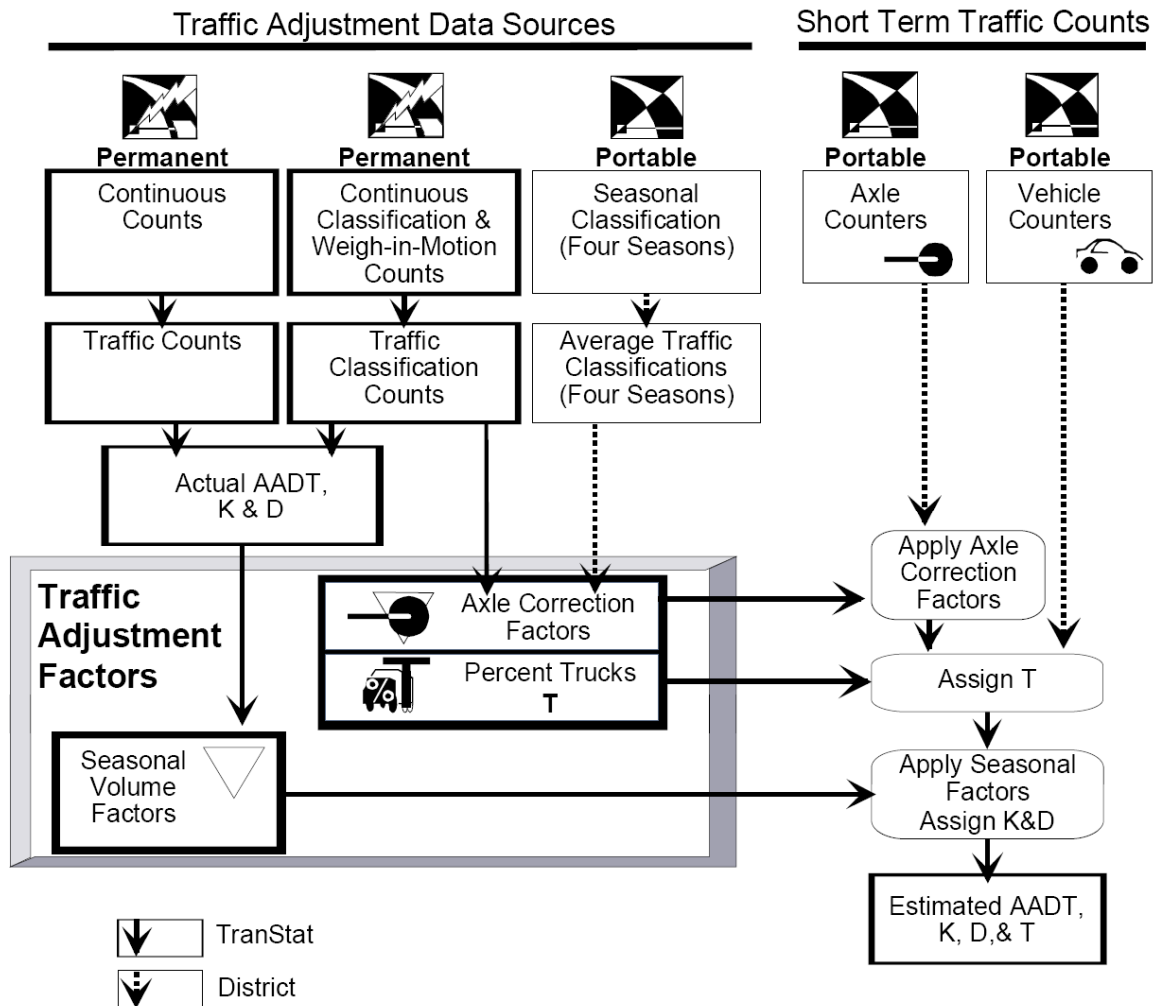 Traffic Adjustment Data Sources
Short Term Traffic Counts
Permanent
Continuous
Counts
Permanent
Continuous
Classification &
Weigh-in-Motion
Counts
Portable
Seasonal
Classification
(Four Seasons)
Portable
Axle
Counters
Portable
Vehicle
Counters
Traffic Counts
Traffic
Classification
Counts
Average Traffic
Classifications
(Four Seasons)
Actual AADT,
K & D
Traffic
Adjustment
Factors
Axle Correction
Factors
%
Percent Trucks
T
Seasonal
Volume
Factors
Apply Axle
Correction
Factors
Assign T
Apply Seasonal
Factors
Assign K&D
Estimated AADT,
K, D,& T
TranStat
District